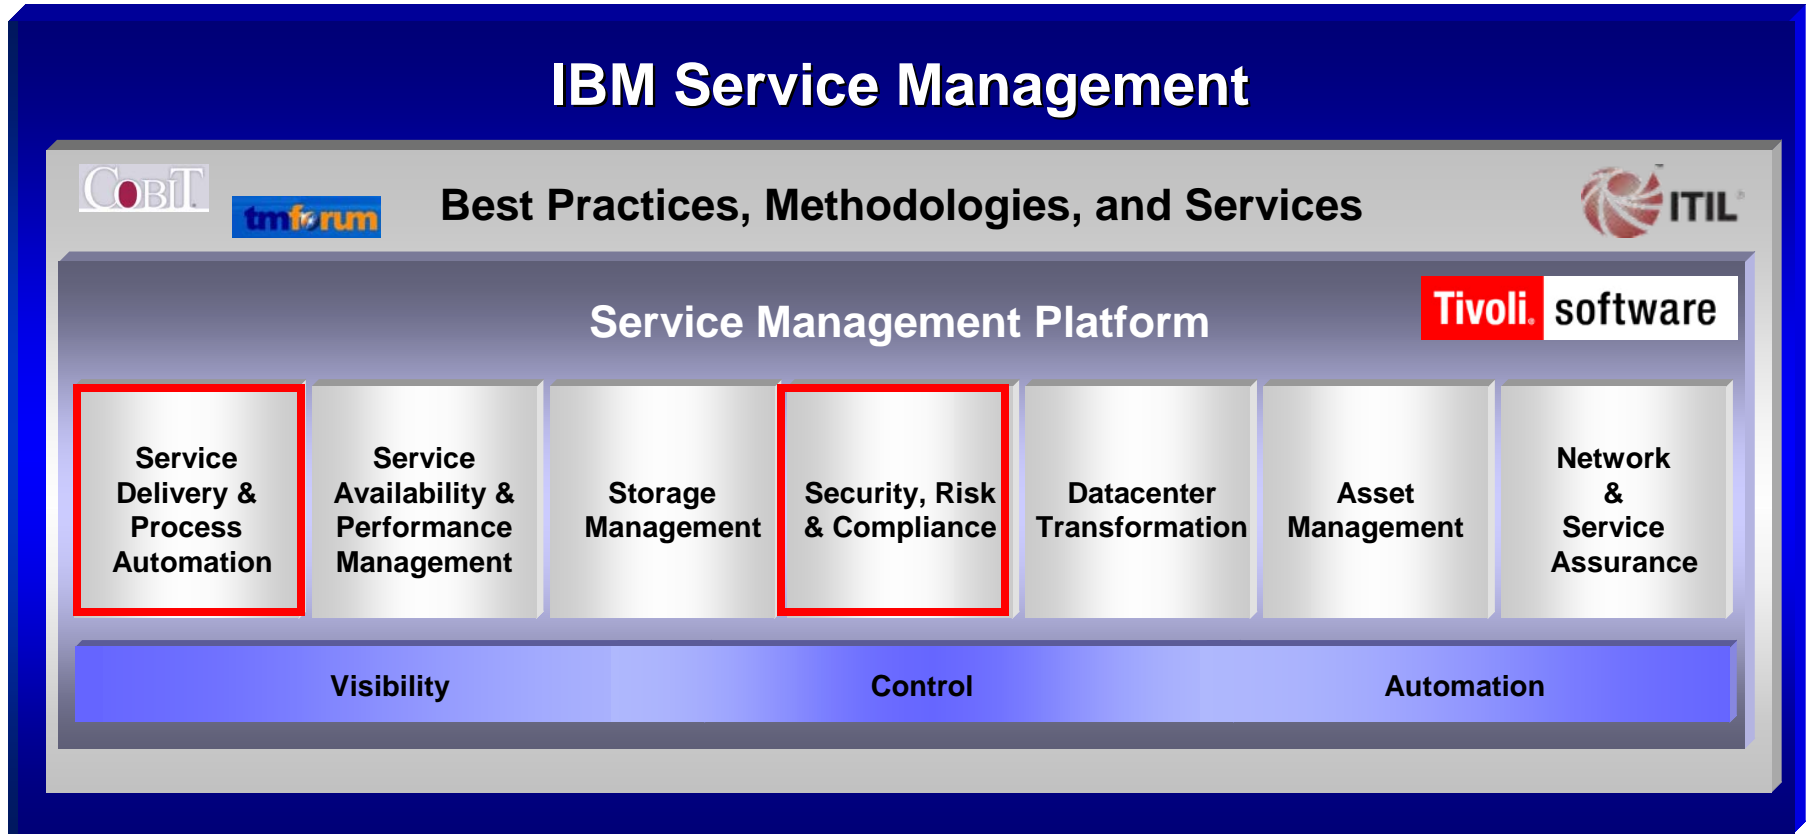 IBM Service Management
COBIT
tmforum
Best Practices, Methodologies, and Services
ITIL
Service Management Platform
Tivoli. software
Service
Delivery &
Process
Automation
Service
Availability &
Performance
Management
Storage
Management
Security, Risk
& Compliance
Datacenter
Transformation
Asset
Management
Network
&
Service
Assurance
Visibility
Control
Automation